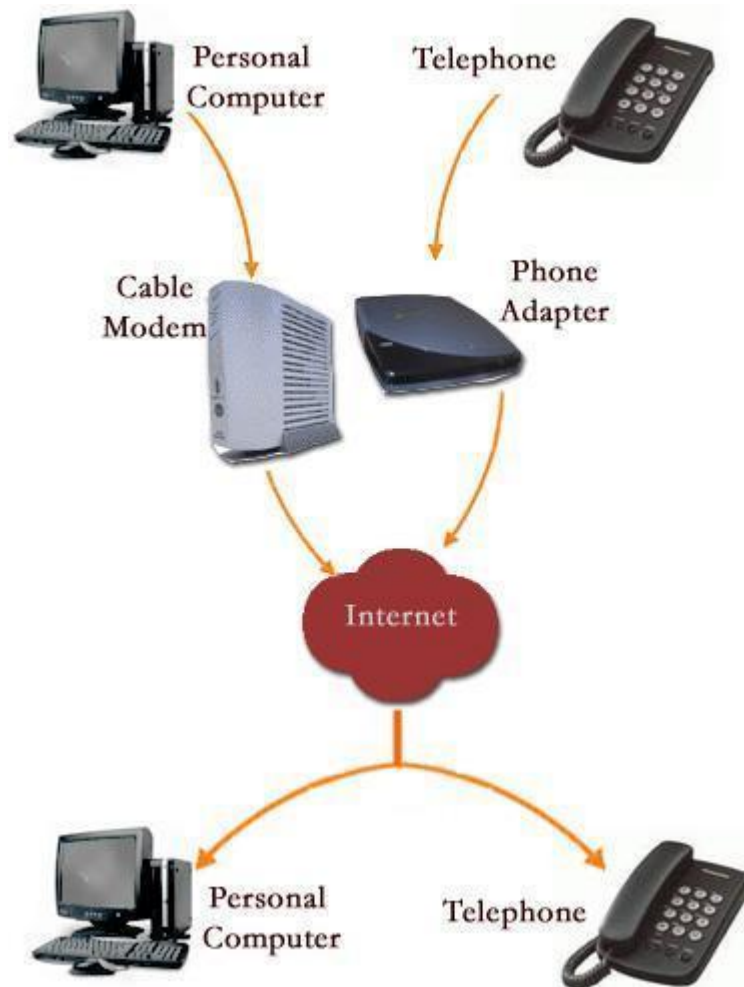 Personal
Computer
Telephone
Cable
Modem
Phone
Adapter
Internet
Personal
Computer
Telephone